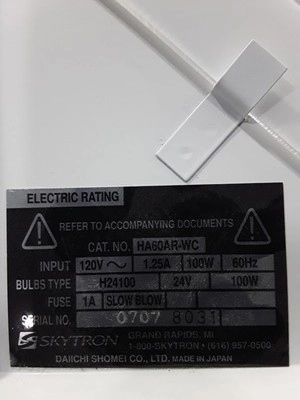 ELECTRIC RATING
REFER TO ACCOMPANYING DOCUMENTS
CAT. NO. HA60AR-WC
INPUT 120V ~ 1.25A 100W 60Hz
BULBS TYPE H24100 24V 100W
FUSE 1A SLOW BLOW
SERIAL NO. 0707 8031
SKYTRON GRAND RAPIDS, MI
1-800-SKYTRON • (616) 957-0500
DAIICHI SHOMEI CO., LTD. MADE IN JAPAN